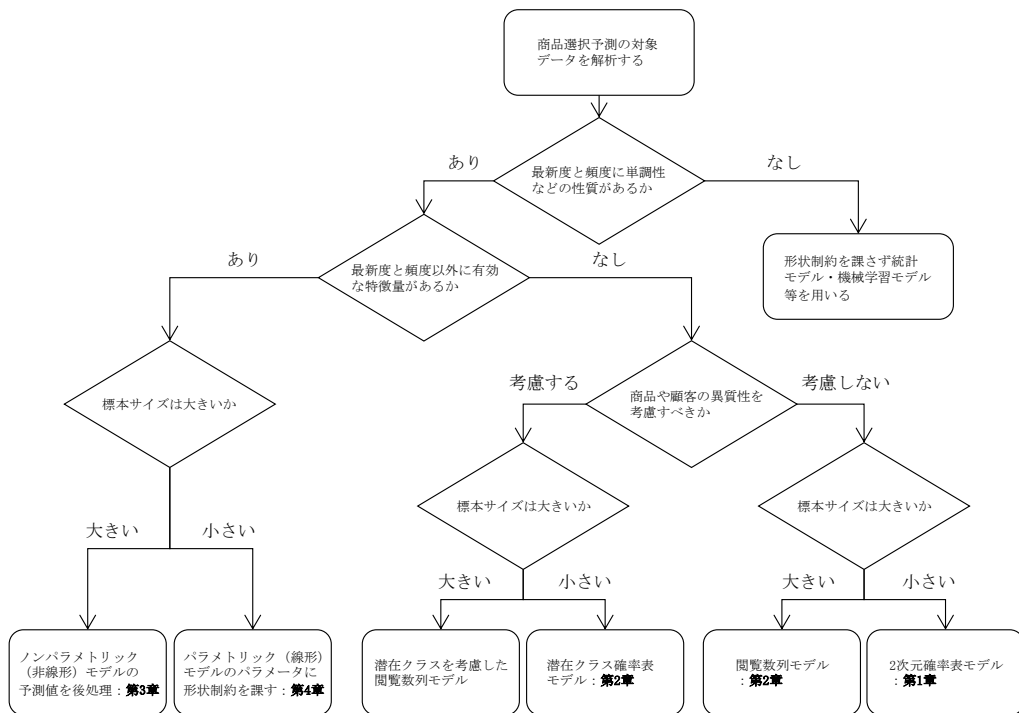 商品選択予測の対象
データを解析する
あり
なし
最新度と頻度に単調性
などの性質があるか
あり
なし
最新度と頻度以外に有効
な特徴量があるか
形状制約を課さず統計
モデル・機械学習モデル
等を用いる
標本サイズは大きいか
考慮する
考慮しない
商品や顧客の異質性を
考慮すべきか
標本サイズは大きいか
標本サイズは大きいか
大きい
小さい
大きい
小さい
大きい
小さい
ノンパラメトリック
(非線形)モデルの
予測値を後処理:第3章
パラメトリック(線形)
モデルのパラメータに
形状制約を課す:第4章
潜在クラスを考慮した
閲覧数列モデル
潜在クラス確率表
モデル:第2章
閲覧数列モデル
:第2章
2次元確率表モデル
:第1章